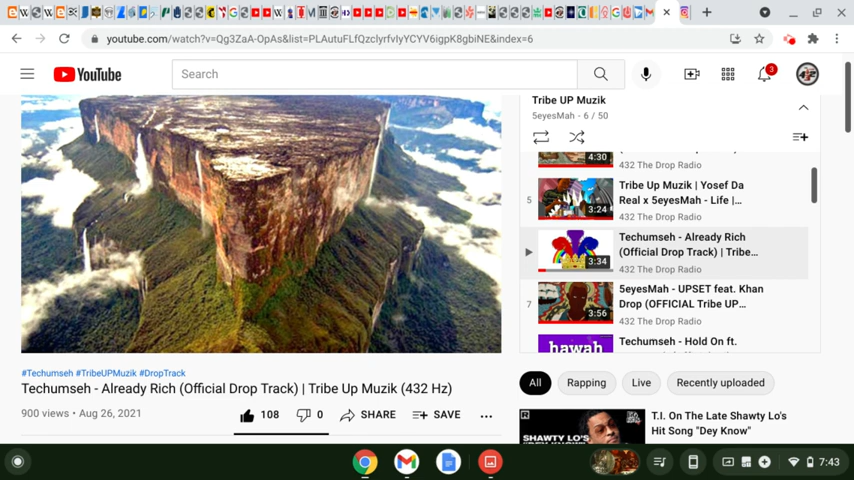 youtube.com/watch?v=Qg3ZaA-OpAs&list=PLAutuFLfQzclyrfvIyYCYV6igpK8gbiNE&index=6
YouTube
Search
3
Tribe UP Muzik
5eyesMah - 6 / 50
4:30
432 The Drop Radio
5
3:24
Tribe Up Muzik | Yosef Da
Real x 5eyesMah - Life |...
432 The Drop Radio
3:34
Techumseh - Already Rich
(Official Drop Track) | Tribe...
432 The Drop Radio
7
3:56
5eyesMah - UPSET feat. Khan
Drop (OFFICIAL Tribe UP...
432 The Drop Radio
hawah
Techumseh - Hold On ft.
#Techumseh #TribeUPMuzik #DropTrack
Techumseh - Already Rich (Official Drop Track) | Tribe Up Muzik (432 Hz)
900 views • Aug 26, 2021
108
0
SHARE
SAVE
All
Rapping
Live
Recently uploaded
SHAWTY LO'S
T.I. On The Late Shawty Lo's
Hit Song "Dey Know"
7:43